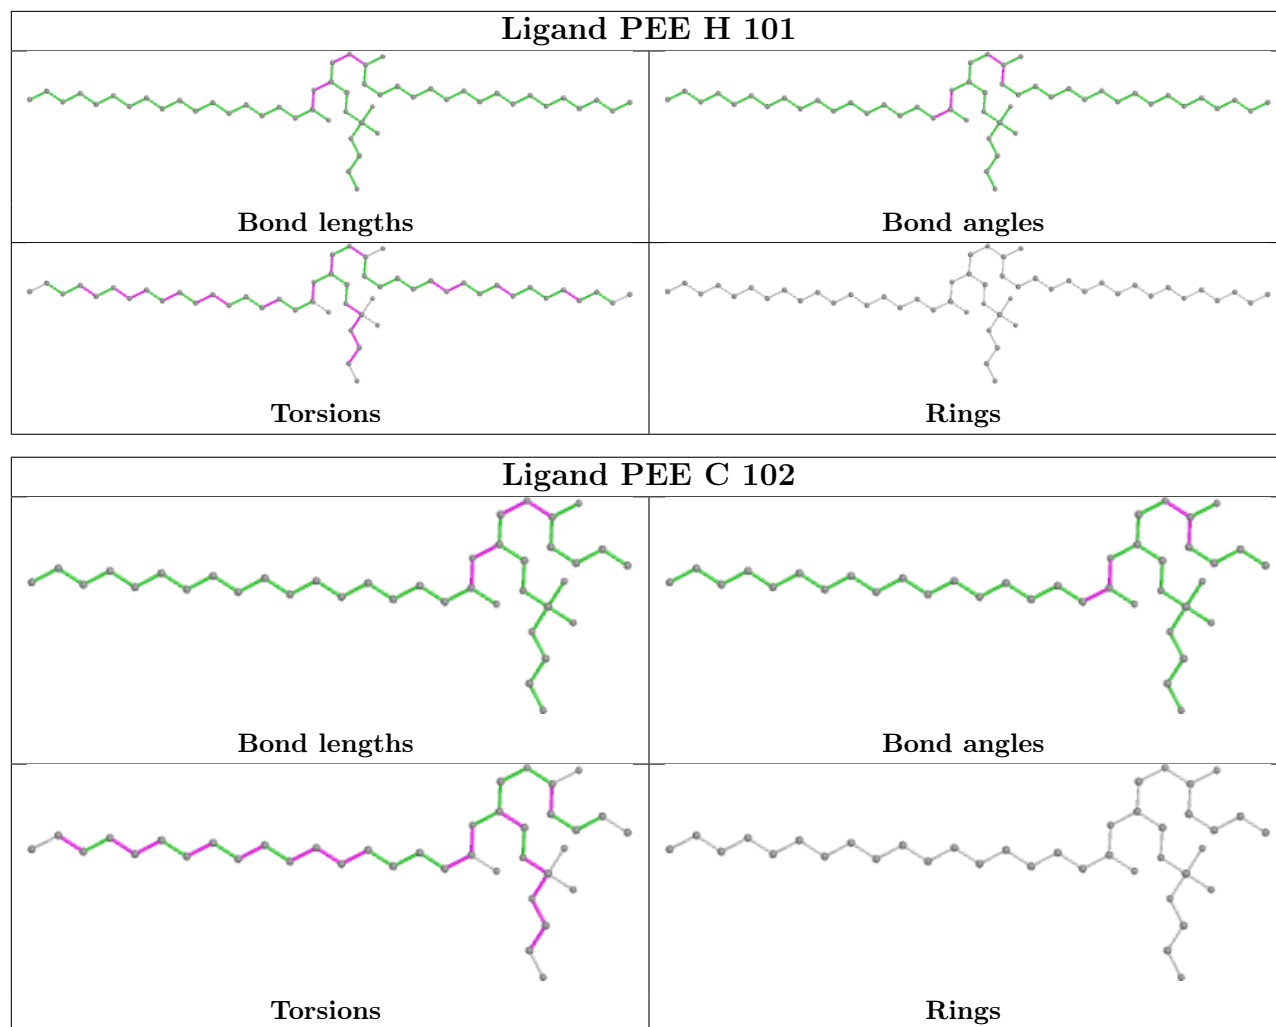 Ligand PEE H 101
Bond lengths
Bond angles
Torsions
Rings
Ligand PEE C 102
Bond lengths
Bond angles
Torsions
Rings